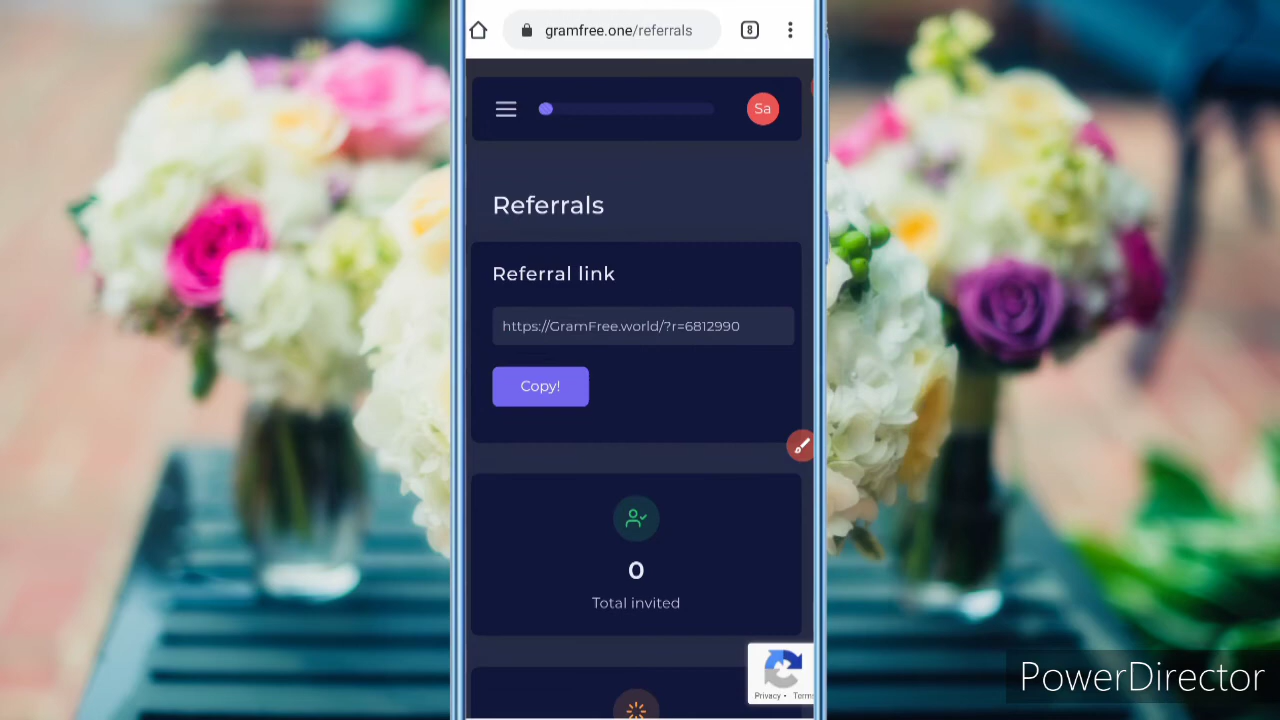 8
gramfree.one/referrals
Sa
Referrals
Referral link
https://GramFree.world/?r=6812990
Copy!
0
Total invited
Privacy • Terms
PowerDirector